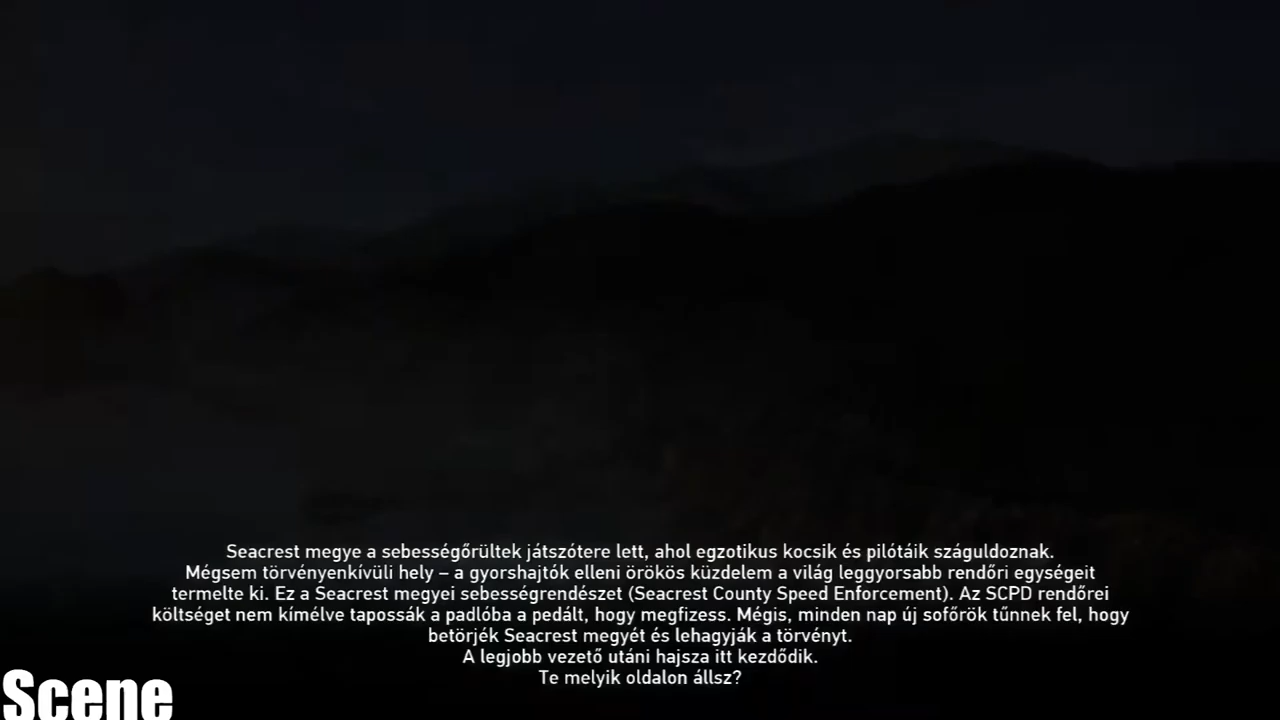 Seacrest megye a sebességőrültek játszótere lett, ahol egzotikus kocsik és pilótáik száguldoznak.
Mégsem törvényenkívüli hely – a gyorshajtók elleni örökös küzdelem a világ leggyorsabb rendőri egységeit
termelte ki. Ez a Seacrest megyei sebességrendészet (Seacrest County Speed Enforcement). Az SCPD rendőrei
költséget nem kímélve tapossák a padlóba a pedált, hogy megfizess. Mégis, minden nap új sofőrök tűnnek fel, hogy
betörjék Seacrest megyét és lehagyják a törvényt.
A legjobb vezető utáni hajsza itt kezdődik.
Te melyik oldalon állsz?
Scene